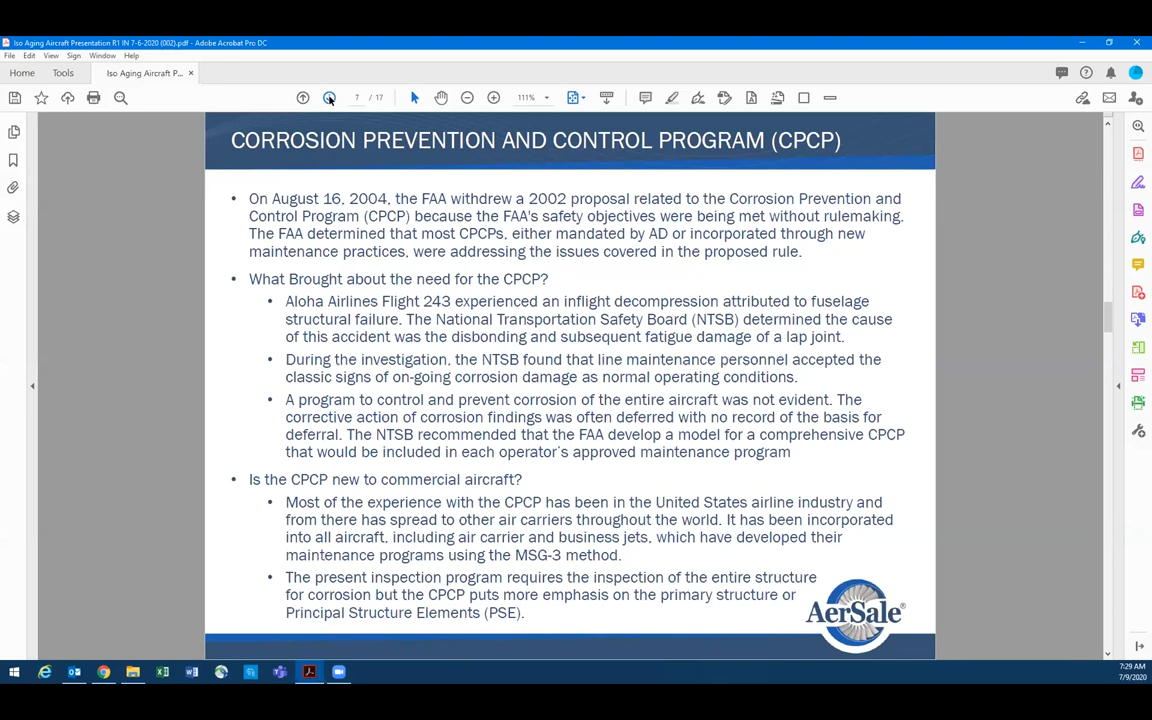 Iso Aging Aircraft Presentation R1 IN 7-6-2020 (002).pdf - Adobe Acrobat Pro DC
File Edit View Sign Window Help
Home Tools Iso Aging Aircraft P... ×
7 / 17 111%
CORROSION PREVENTION AND CONTROL PROGRAM (CPCP)
• On August 16, 2004, the FAA withdrew a 2002 proposal related to the Corrosion Prevention and
Control Program (CPCP) because the FAA's safety objectives were being met without rulemaking.
The FAA determined that most CPCPs, either mandated by AD or incorporated through new
maintenance practices, were addressing the issues covered in the proposed rule.
• What Brought about the need for the CPCP?
• Aloha Airlines Flight 243 experienced an inflight decompression attributed to fuselage
structural failure. The National Transportation Safety Board (NTSB) determined the cause
of this accident was the disbonding and subsequent fatigue damage of a lap joint.
• During the investigation, the NTSB found that line maintenance personnel accepted the
classic signs of on-going corrosion damage as normal operating conditions.
• A program to control and prevent corrosion of the entire aircraft was not evident. The
corrective action of corrosion findings was often deferred with no record of the basis for
deferral. The NTSB recommended that the FAA develop a model for a comprehensive CPCP
that would be included in each operator's approved maintenance program
• Is the CPCP new to commercial aircraft?
• Most of the experience with the CPCP has been in the United States airline industry and
from there has spread to other air carriers throughout the world. It has been incorporated
into all aircraft, including air carrier and business jets, which have developed their
maintenance programs using the MSG-3 method.
• The present inspection program requires the inspection of the entire structure
for corrosion but the CPCP puts more emphasis on the primary structure or
Principal Structure Elements (PSE).
AerSale®
7:29 AM
7/9/2020